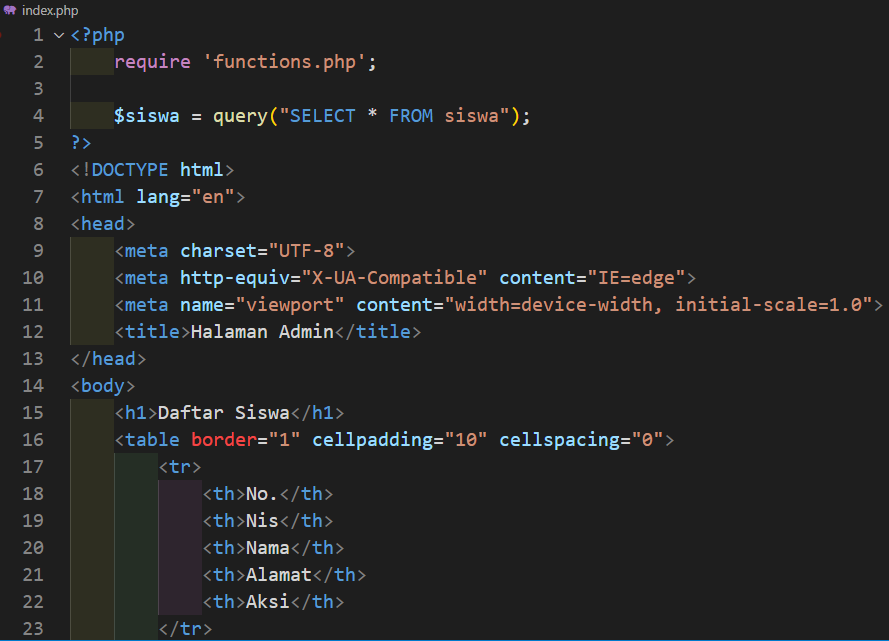 index.php
1 <?php
2 require 'functions.php';
3
4 $siswa = query("SELECT * FROM siswa");
5 ?>
6 <!DOCTYPE html>
7 <html lang="en">
8 <head>
9 <meta charset="UTF-8">
10 <meta http-equiv="X-UA-Compatible" content="IE=edge">
11 <meta name="viewport" content="width=device-width, initial-scale=1.0">
12 <title>Halaman Admin</title>
13 </head>
14 <body>
15 <h1>Daftar Siswa</h1>
16 <table border="1" cellpadding="10" cellspacing="0">
17 <tr>
18 <th>No.</th>
19 <th>Nis</th>
20 <th>Nama</th>
21 <th>Alamat</th>
22 <th>Aksi</th>
23 </tr>